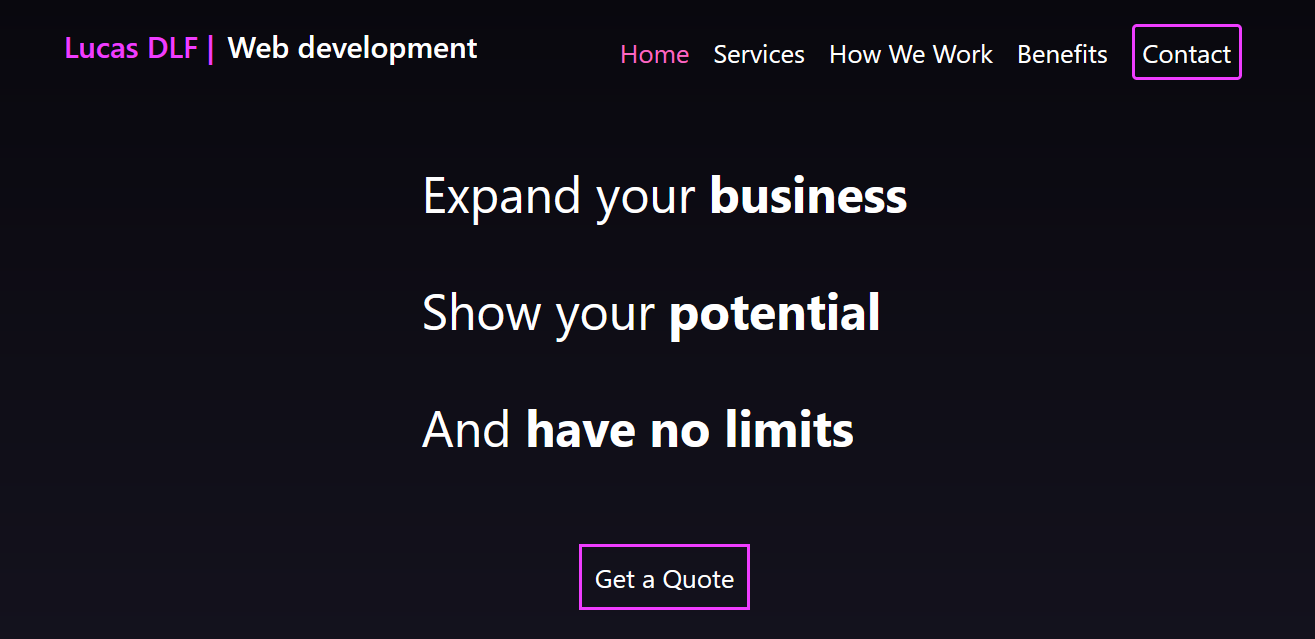 Lucas DLF | Web development
Home Services How We Work Benefits Contact
Expand your business
Show your potential
And have no limits
Get a Quote